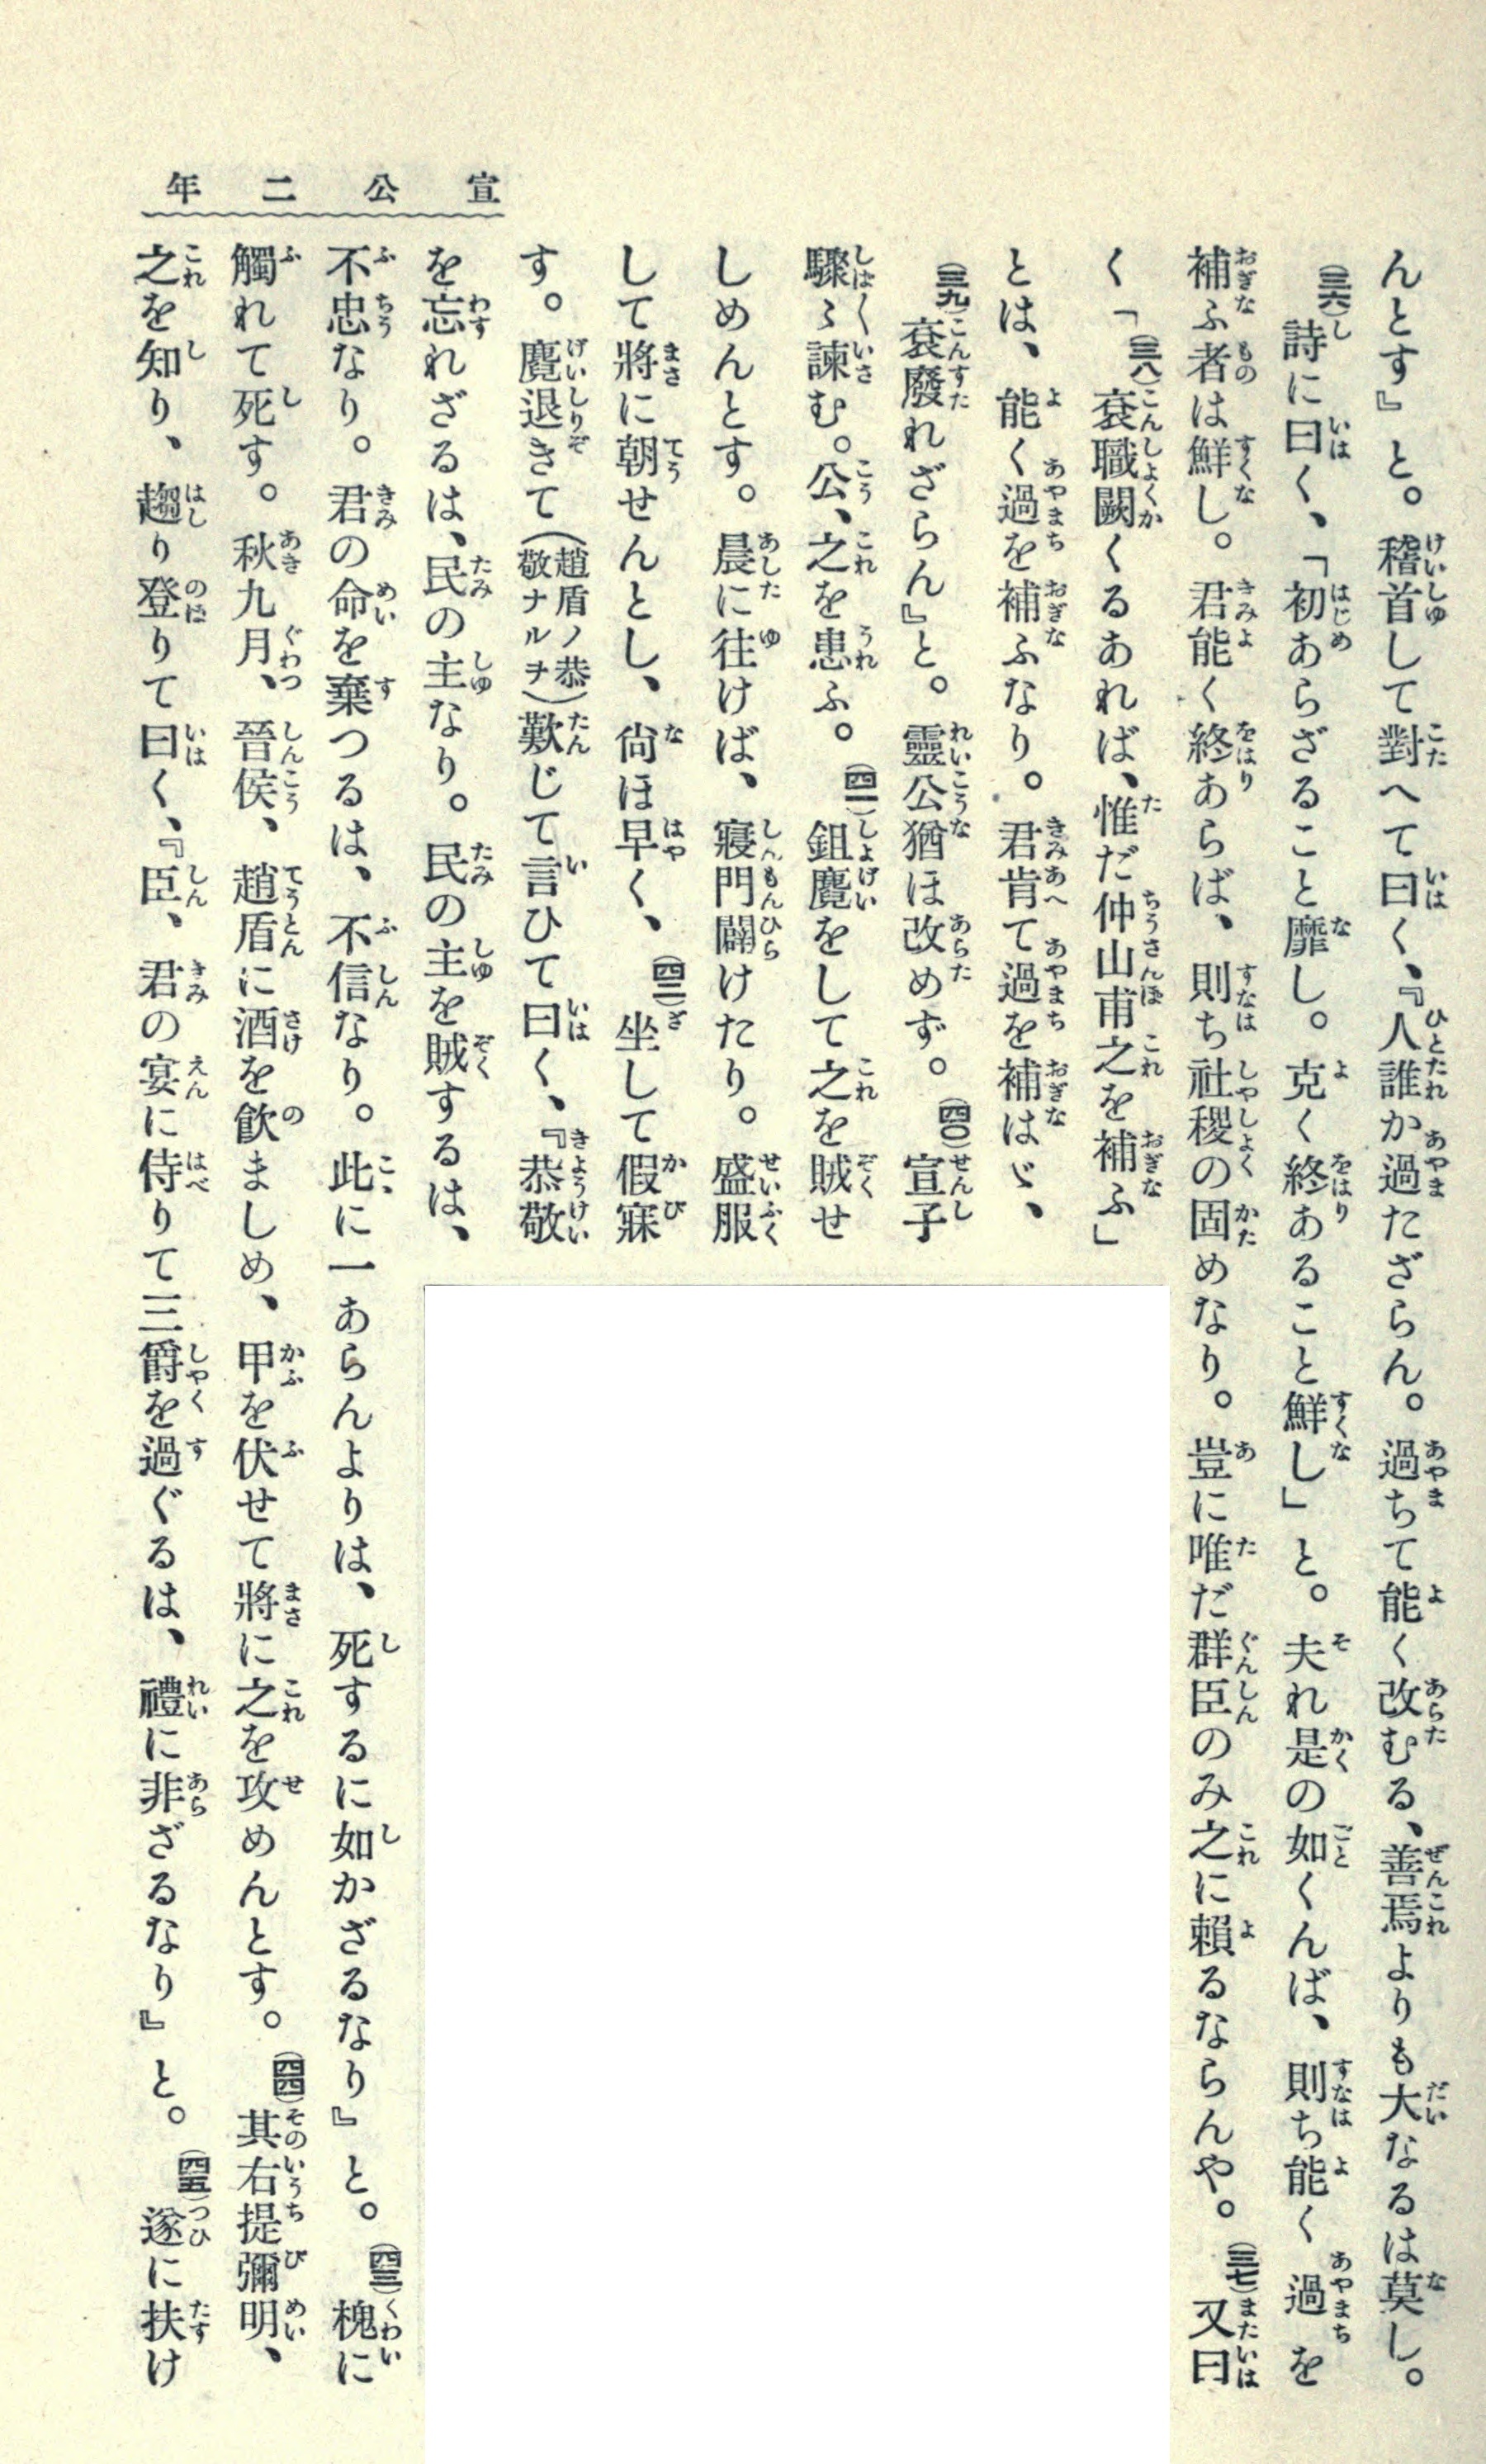 宣公二年
んとす』と。稽首して對へて曰く、『人誰か過たざらん。過ちて能く改むる、善焉よりも大なるは莫し。
(三六)詩に曰く、「初あらざること靡し。克く終あること鮮し」と。夫れ是の如くんば、則ち能く過を
補ふ者は鮮し。君能く終あらば、則ち社稷の固めなり。豈に唯だ群臣のみ之に賴るならんや。(三七)又曰
く「(三八)袞職闕くるあれば、惟だ仲山甫之を補ふ」
とは、能く過を補ふなり。君肯て過を補はゞ、
(三九)袞廢れざらん』と。靈公猶ほ改めず。(四〇)宣子
驟〻諫む。公、之を患ふ。(四一)鉏麑をして之を賊せ
しめんとす。晨に往けば、寢門闢けたり。盛服
して將に朝せんとし、尙ほ早く、(四二)坐して假寐
す。麑退きて(趙盾ノ恭敬ナルヲ)歎じて言ひて曰く、『恭敬
を忘れざるは、民の主なり。民の主を賊するは、
不忠なり。君の命を棄つるは、不信なり。此に一あらんよりは、死するに如かざるなり』と。(四三)槐に
觸れて死す。秋九月、晉侯、趙盾に酒を飮ましめ、甲を伏せて將に之を攻めんとす。(四四)其右提彌明、
之を知り、趨り登りて曰く、『臣、君の宴に侍りて三爵を過ぐるは、禮に非ざるなり』と。(四五)遂に扶け